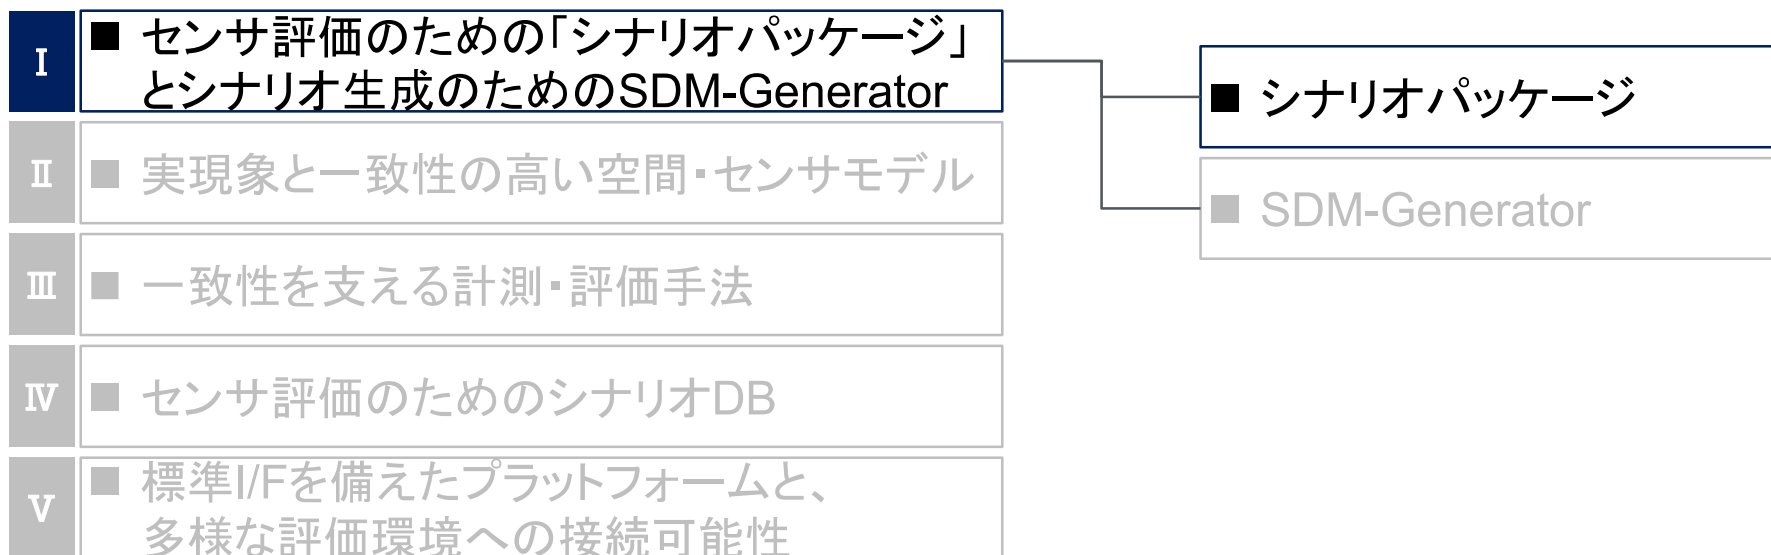 I
■ センサ評価のための「シナリオパッケージ」
とシナリオ生成のためのSDM-Generator
■ シナリオパッケージ
■ SDM-Generator
II
■ 実現象と一致性の高い空間・センサモデル
III
■ 一致性を支える計測・評価手法
IV
■ センサ評価のためのシナリオDB
V
■ 標準I/Fを備えたプラットフォームと、
多様な評価環境への接続可能性